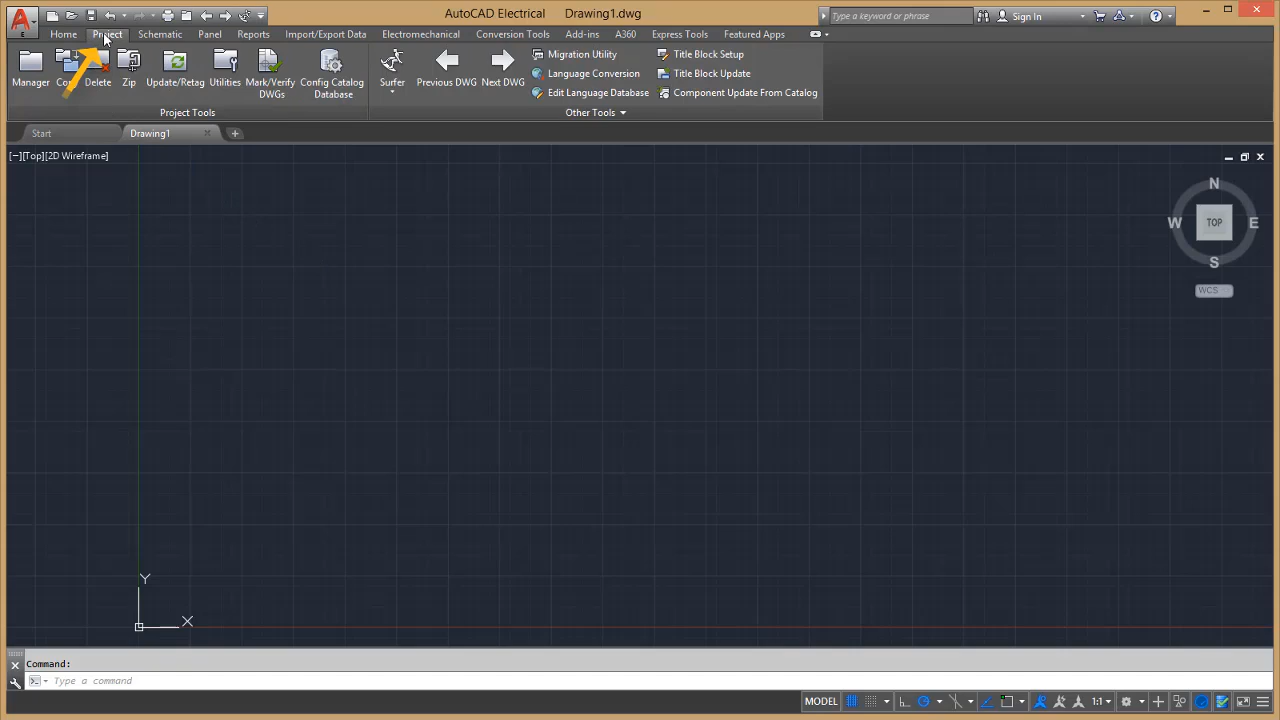 AutoCAD Electrical Drawing1.dwg
Type a keyword or phrase
Sign In
Home Project Schematic Panel Reports Import/Export Data Electromechanical Conversion Tools Add-ins A360 Express Tools Featured Apps
Manager
Delete
Zip
Update/Retag
Utilities
Mark/Verify
DWGs
Config Catalog
Database
Project Tools
Surfer
Previous DWG
Next DWG
Migration Utility
Language Conversion
Edit Language Database
Title Block Setup
Title Block Update
Component Update From Catalog
Other Tools
Start
Drawing1
[−][Top][2D Wireframe]
N
W
TOP
E
S
WCS
Y
X
Command:
Type a command
MODEL
1:1